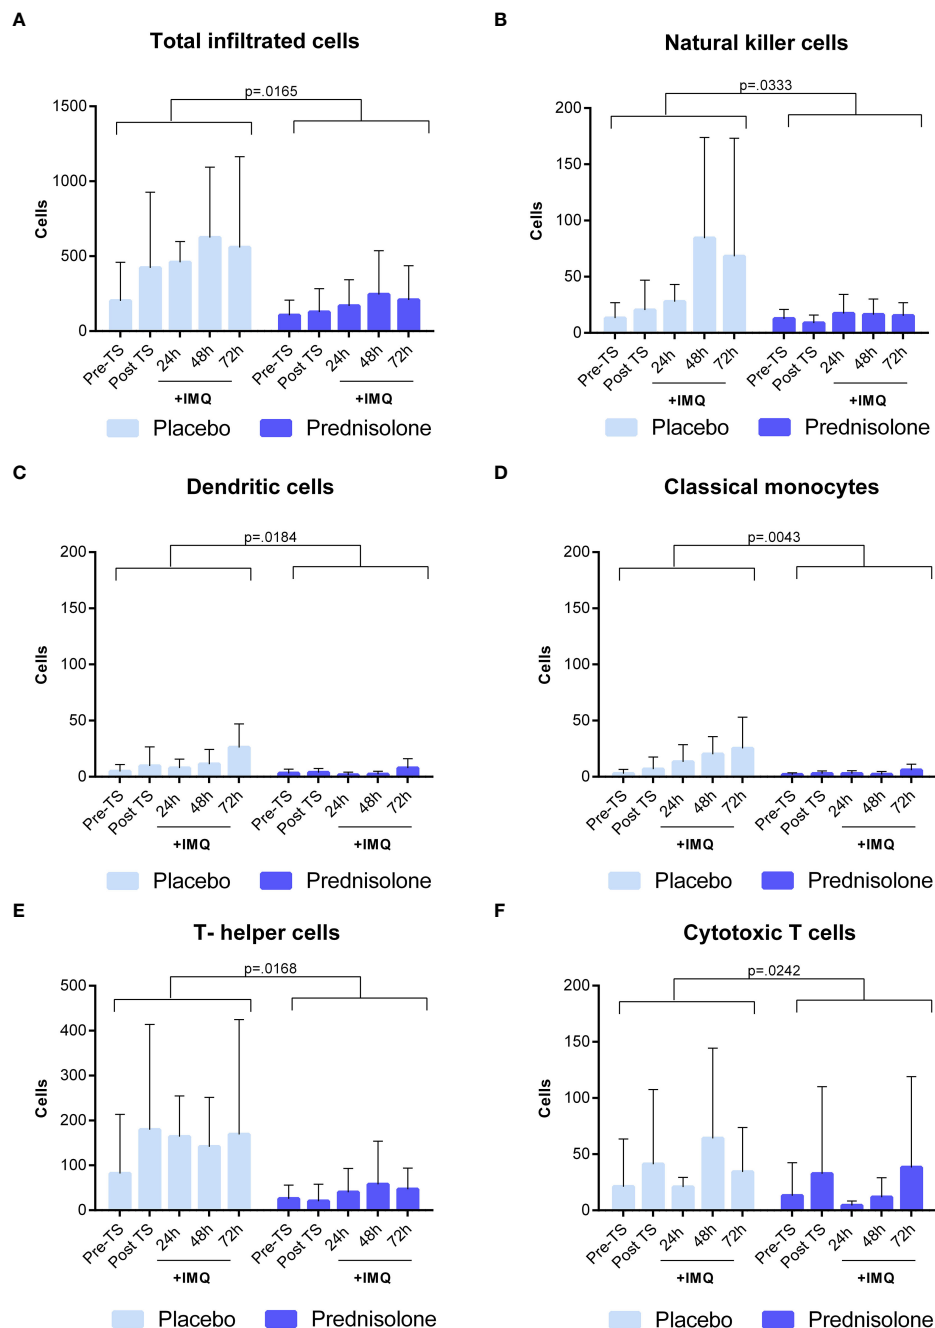 A
Total infiltrated cells
p=.0165
1500
1000
500
0
Cells
Pre-TS
Post TS
24h
48h
72h
Pre-TS
Post TS
24h
48h
72h
+IMQ
+IMQ
Placebo
Prednisolone
B
Natural killer cells
p=.0333
200
150
100
50
0
Cells
Pre-TS
Post TS
24h
48h
72h
Pre-TS
Post TS
24h
48h
72h
+IMQ
+IMQ
Placebo
Prednisolone
C
Dendritic cells
p=.0184
200
150
100
50
0
Cells
Pre-TS
Post TS
24h
48h
72h
Pre-TS
Post TS
24h
48h
72h
+IMQ
+IMQ
Placebo
Prednisolone
D
Classical monocytes
p=.0043
200
150
100
50
0
Cells
Pre-TS
Post TS
24h
48h
72h
Pre-TS
Post TS
24h
48h
72h
+IMQ
+IMQ
Placebo
Prednisolone
E
T- helper cells
p=.0168
500
400
300
200
100
0
Cells
Pre-TS
Post TS
24h
48h
72h
Pre-TS
Post TS
24h
48h
72h
+IMQ
+IMQ
Placebo
Prednisolone
F
Cytotoxic T cells
p=.0242
200
150
100
50
0
Cells
Pre-TS
Post TS
24h
48h
72h
Pre-TS
Post TS
24h
48h
72h
+IMQ
+IMQ
Placebo
Prednisolone